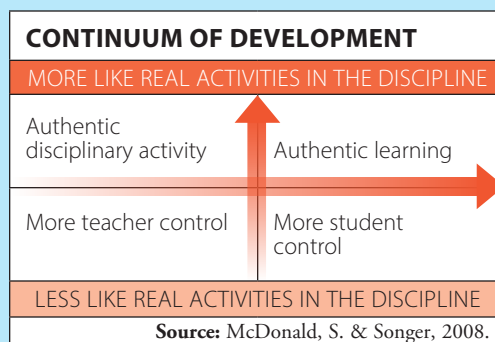 CONTINUUM OF DEVELOPMENT
MORE LIKE REAL ACTIVITIES IN THE DISCIPLINE
Authentic
disciplinary activity
Authentic learning
More teacher control
More student
control
LESS LIKE REAL ACTIVITIES IN THE DISCIPLINE
Source: McDonald, S. & Songer, 2008.